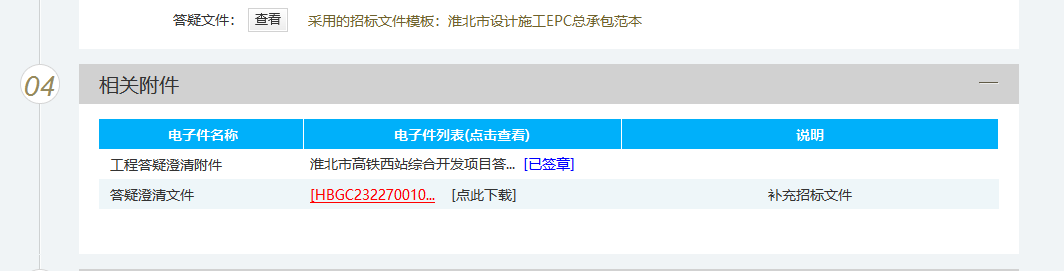 答疑文件： 查看 采用的招标文件模板：淮北市设计施工EPC总承包范本
04 相关附件
电子件名称 电子件列表(点击查看) 说明
工程答疑澄清附件 淮北市高铁西站综合开发项目答... [已签章]
答疑澄清文件 [HBGC232270010... [点此下载] 补充招标文件